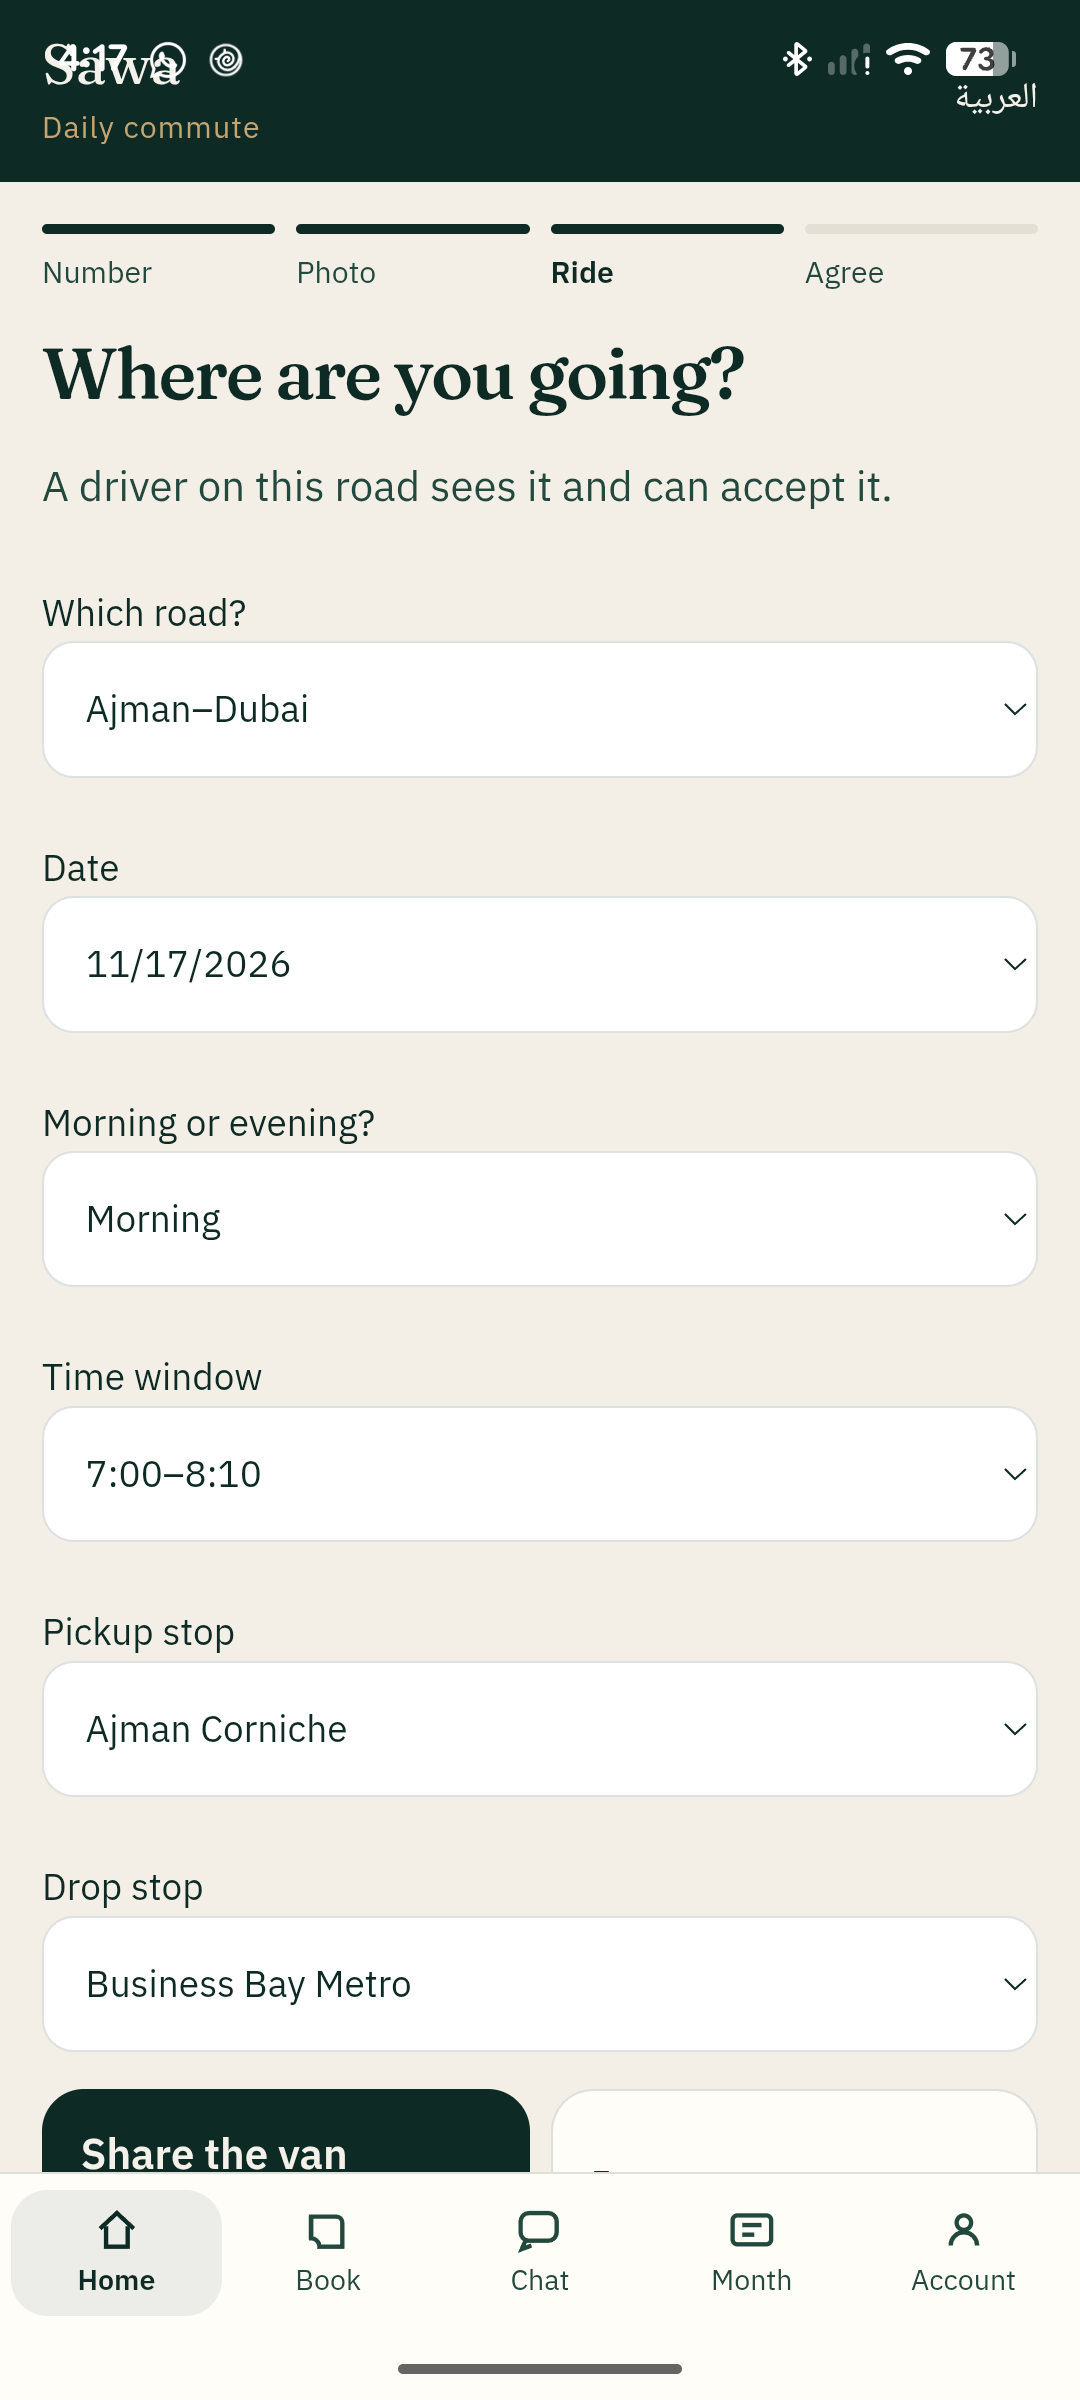 Sawa
4:17
73
العربية
Daily commute
Number
Photo
Ride
Agree
Where are you going?
A driver on this road sees it and can accept it.
Which road?
Ajman–Dubai
Date
11/17/2026
Morning or evening?
Morning
Time window
7:00–8:10
Pickup stop
Ajman Corniche
Drop stop
Business Bay Metro
Share the van
Home
Book
Chat
Month
Account